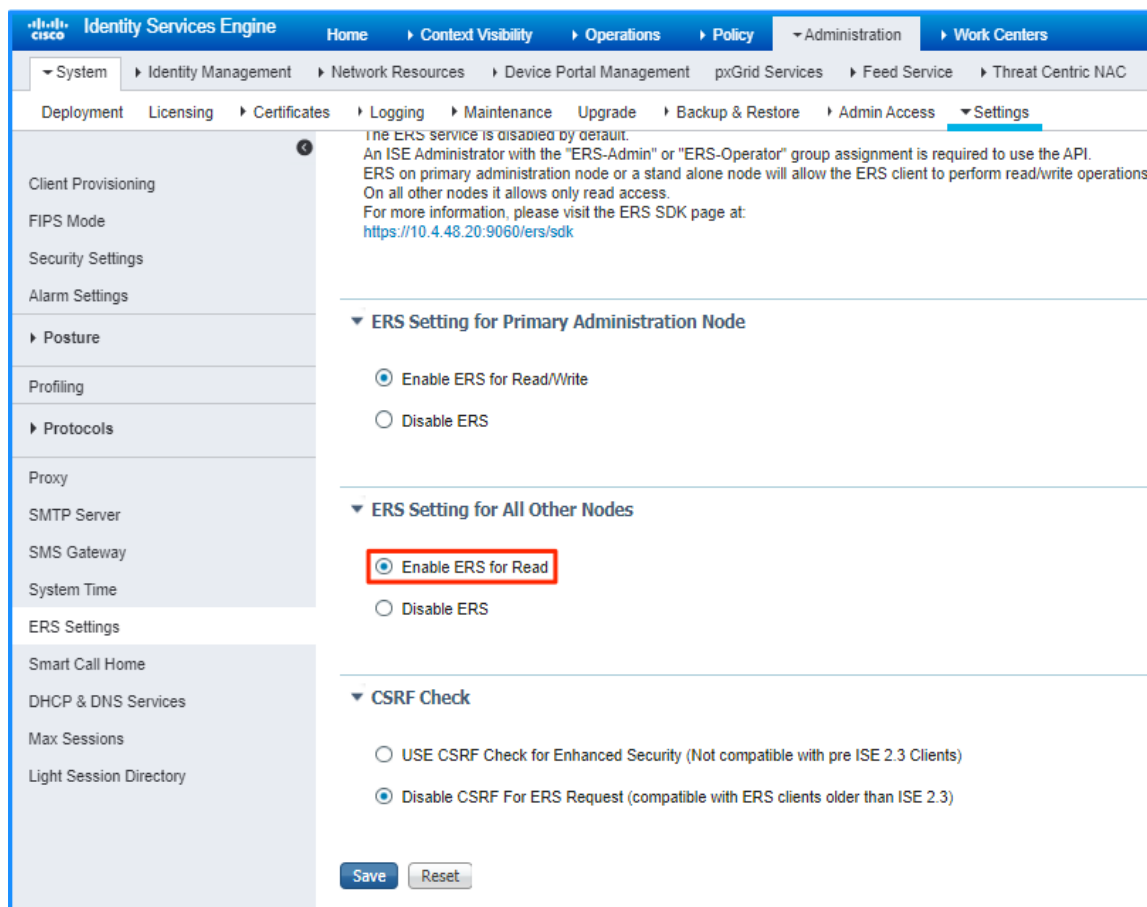 cisco Identity Services Engine
Home Context Visibility Operations Policy Administration Work Centers
System Identity Management Network Resources Device Portal Management pxGrid Services Feed Service Threat Centric NAC
Deployment Licensing Certificates Logging Maintenance Upgrade Backup & Restore Admin Access Settings
Client Provisioning
FIPS Mode
Security Settings
Alarm Settings
Posture
Profiling
Protocols
Proxy
SMTP Server
SMS Gateway
System Time
ERS Settings
Smart Call Home
DHCP & DNS Services
Max Sessions
Light Session Directory
The ERS service is disabled by default.
An ISE Administrator with the "ERS-Admin" or "ERS-Operator" group assignment is required to use the API.
ERS on primary administration node or a stand alone node will allow the ERS client to perform read/write operations
On all other nodes it allows only read access.
For more information, please visit the ERS SDK page at:
https://10.4.48.20:9060/ers/sdk
ERS Setting for Primary Administration Node
Enable ERS for Read/Write
Disable ERS
ERS Setting for All Other Nodes
Enable ERS for Read
Disable ERS
CSRF Check
USE CSRF Check for Enhanced Security (Not compatible with pre ISE 2.3 Clients)
Disable CSRF For ERS Request (compatible with ERS clients older than ISE 2.3)
Save Reset